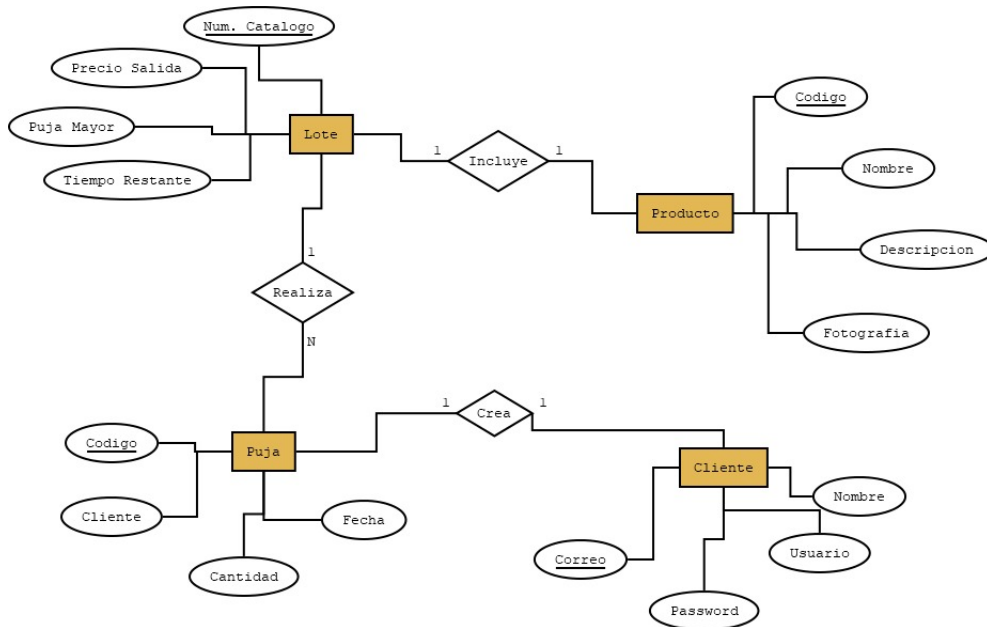 Num. Catalogo
Precio Salida
Puja Mayor
Tiempo Restante
Lote
1
Incluye
1
Codigo
Nombre
Producto
Descripcion
Fotografia
1
Realiza
N
1
Crea
1
Codigo
Puja
Cliente
Cliente
Fecha
Cantidad
Nombre
Usuario
Correo
Password